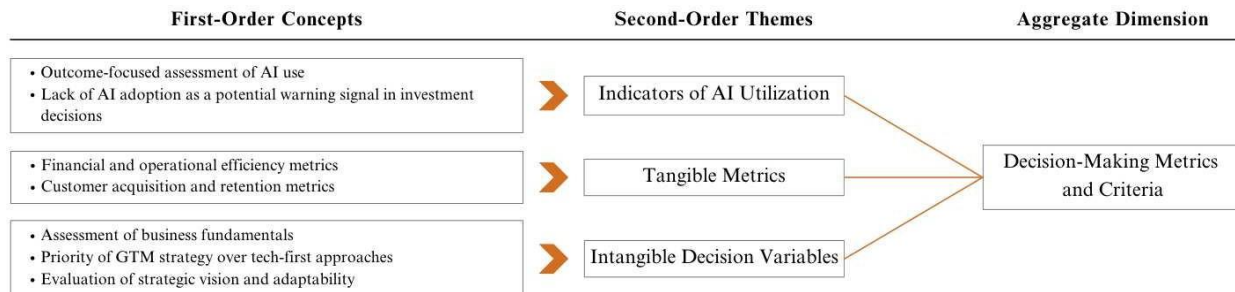 First-Order Concepts
Second-Order Themes
Aggregate Dimension
• Outcome-focused assessment of AI use
• Lack of AI adoption as a potential warning signal in investment
decisions
Indicators of AI Utilization
• Financial and operational efficiency metrics
• Customer acquisition and retention metrics
Tangible Metrics
Decision-Making Metrics
and Criteria
• Assessment of business fundamentals
• Priority of GTM strategy over tech-first approaches
• Evaluation of strategic vision and adaptability
Intangible Decision Variables